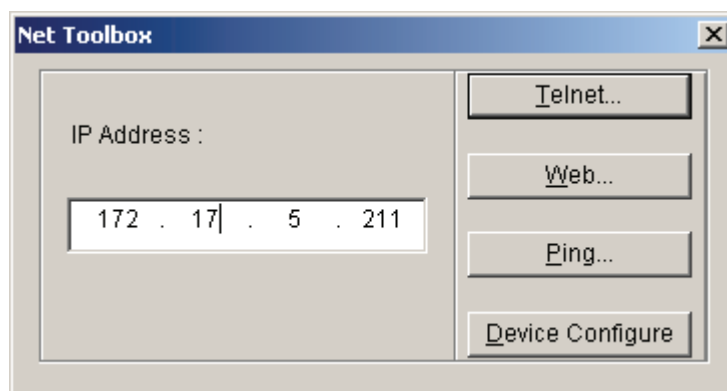 Net Toolbox
IP Address :
172 . 17 . 5 . 211
Telnet...
Web...
Ping...
Device Configure